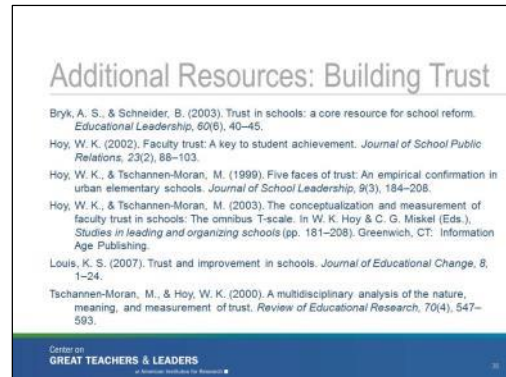 Additional Resources: Building Trust
Bryk, A. S., & Schneider, B. (2003). Trust in schools: a core resource for school reform.
Educational Leadership, 60(6), 40–45.
Hoy, W. K. (2002). Faculty trust: A key to student achievement. Journal of School Public
Relations, 23(2), 88–103.
Hoy, W. K., & Tschannen-Moran, M. (1999). Five faces of trust: An empirical confirmation in
urban elementary schools. Journal of School Leadership, 9(3), 184–208.
Hoy, W. K., & Tschannen-Moran, M. (2003). The conceptualization and measurement of
faculty trust in schools: The omnibus T-scale. In W. K. Hoy & C. G. Miskel (Eds.),
Studies in leading and organizing schools (pp. 181–208). Greenwich, CT: Information
Age Publishing.
Louis, K. S. (2007). Trust and improvement in schools. Journal of Educational Change, 8,
1–24.
Tschannen-Moran, M., & Hoy, W. K. (2000). A multidisciplinary analysis of the nature,
meaning, and measurement of trust. Review of Educational Research, 70(4), 547–
593.
Center on
GREAT TEACHERS & LEADERS
at American Institutes for Research